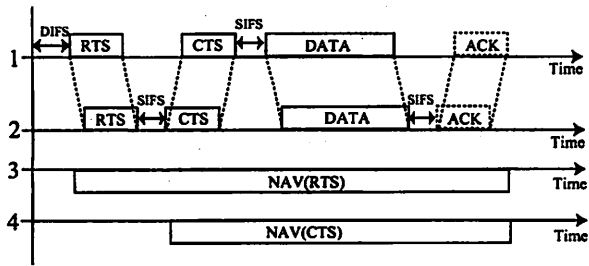 DIFS RTS CTS SIFS DATA ACK
1 Time
RTS SIFS CTS DATA SIFS ACK
2 Time
3 NAV(RTS) Time
4 NAV(CTS) Time